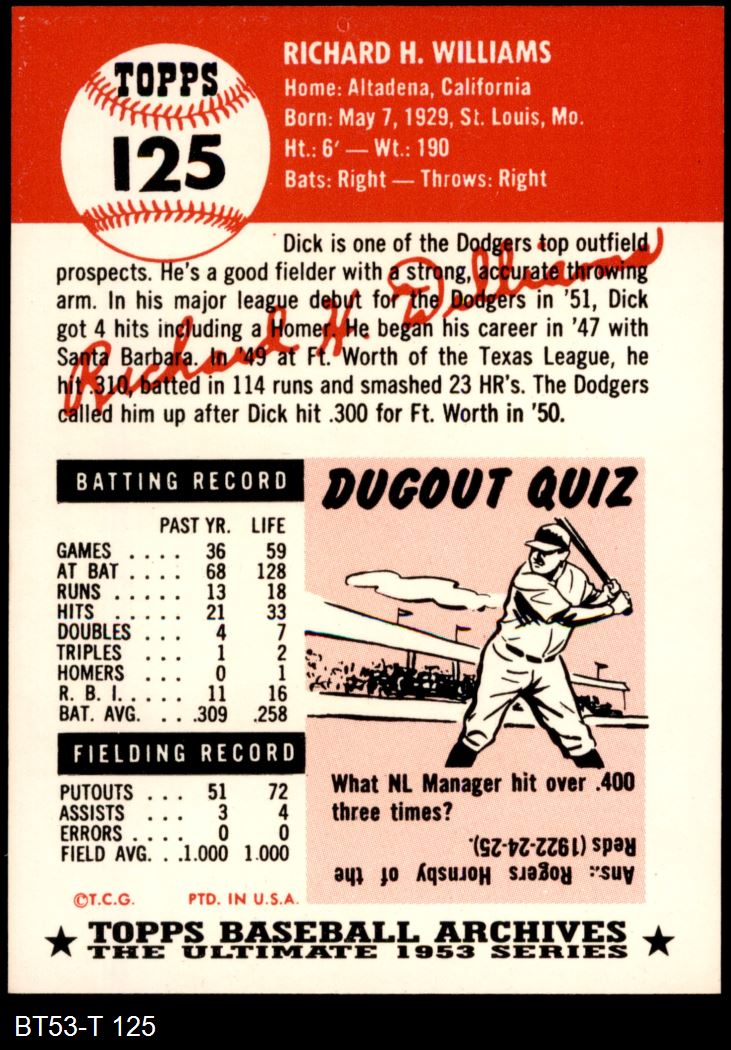 TOPPS
125
RICHARD H. WILLIAMS
Home: Altadena, California
Born: May 7, 1929, St. Louis, Mo.
Ht.: 6' — Wt.: 190
Bats: Right — Throws: Right
Dick is one of the Dodgers top outfield
prospects. He's a good fielder with a strong, accurate throwing
arm. In his major league debut for the Dodgers in '51, Dick
got 4 hits including a Homer. He began his career in '47 with
Santa Barbara. In '49 at Ft. Worth of the Texas League, he
hit .310, batted in 114 runs and smashed 23 HR's. The Dodgers
called him up after Dick hit .300 for Ft. Worth in '50.
Richard H. Williams
BATTING RECORD
PAST YR. LIFE
GAMES .... 36 59
AT BAT .... 68 128
RUNS ..... 13 18
HITS ..... 21 33
DOUBLES ... 4 7
TRIPLES ... 1 2
HOMERS ... 0 1
R. B. I..... 11 16
BAT. AVG. ... .309 .258
FIELDING RECORD
PUTOUTS ... 51 72
ASSISTS ... 3 4
ERRORS ... 0 0
FIELD AVG. . .1.000 1.000
©T.C.G. PTD. IN U.S.A.
DUGOUT QUIZ
What NL Manager hit over .400
three times?
Ans.: Rogers Hornsby of the
Reds (1922-24-25).
★ TOPPS BASEBALL ARCHIVES ★
THE ULTIMATE 1953 SERIES
BT53-T 125